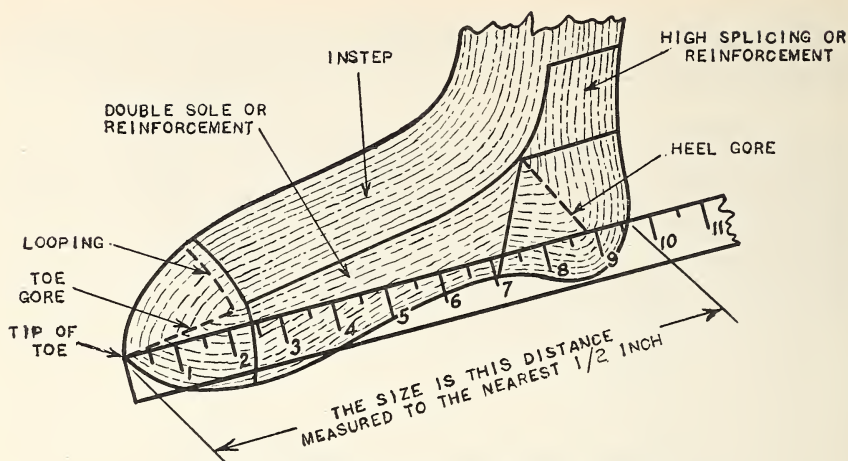 INSTEP
HIGH SPLICING OR
REINFORCEMENT
DOUBLE SOLE OR
REINFORCEMENT
HEEL GORE
LOOPING
TOE
GORE
TIP OF
TOE
1 2 3 4 5 6 7 8 9 10 11
THE SIZE IS THIS DISTANCE
MEASURED TO THE NEAREST 1/2 INCH